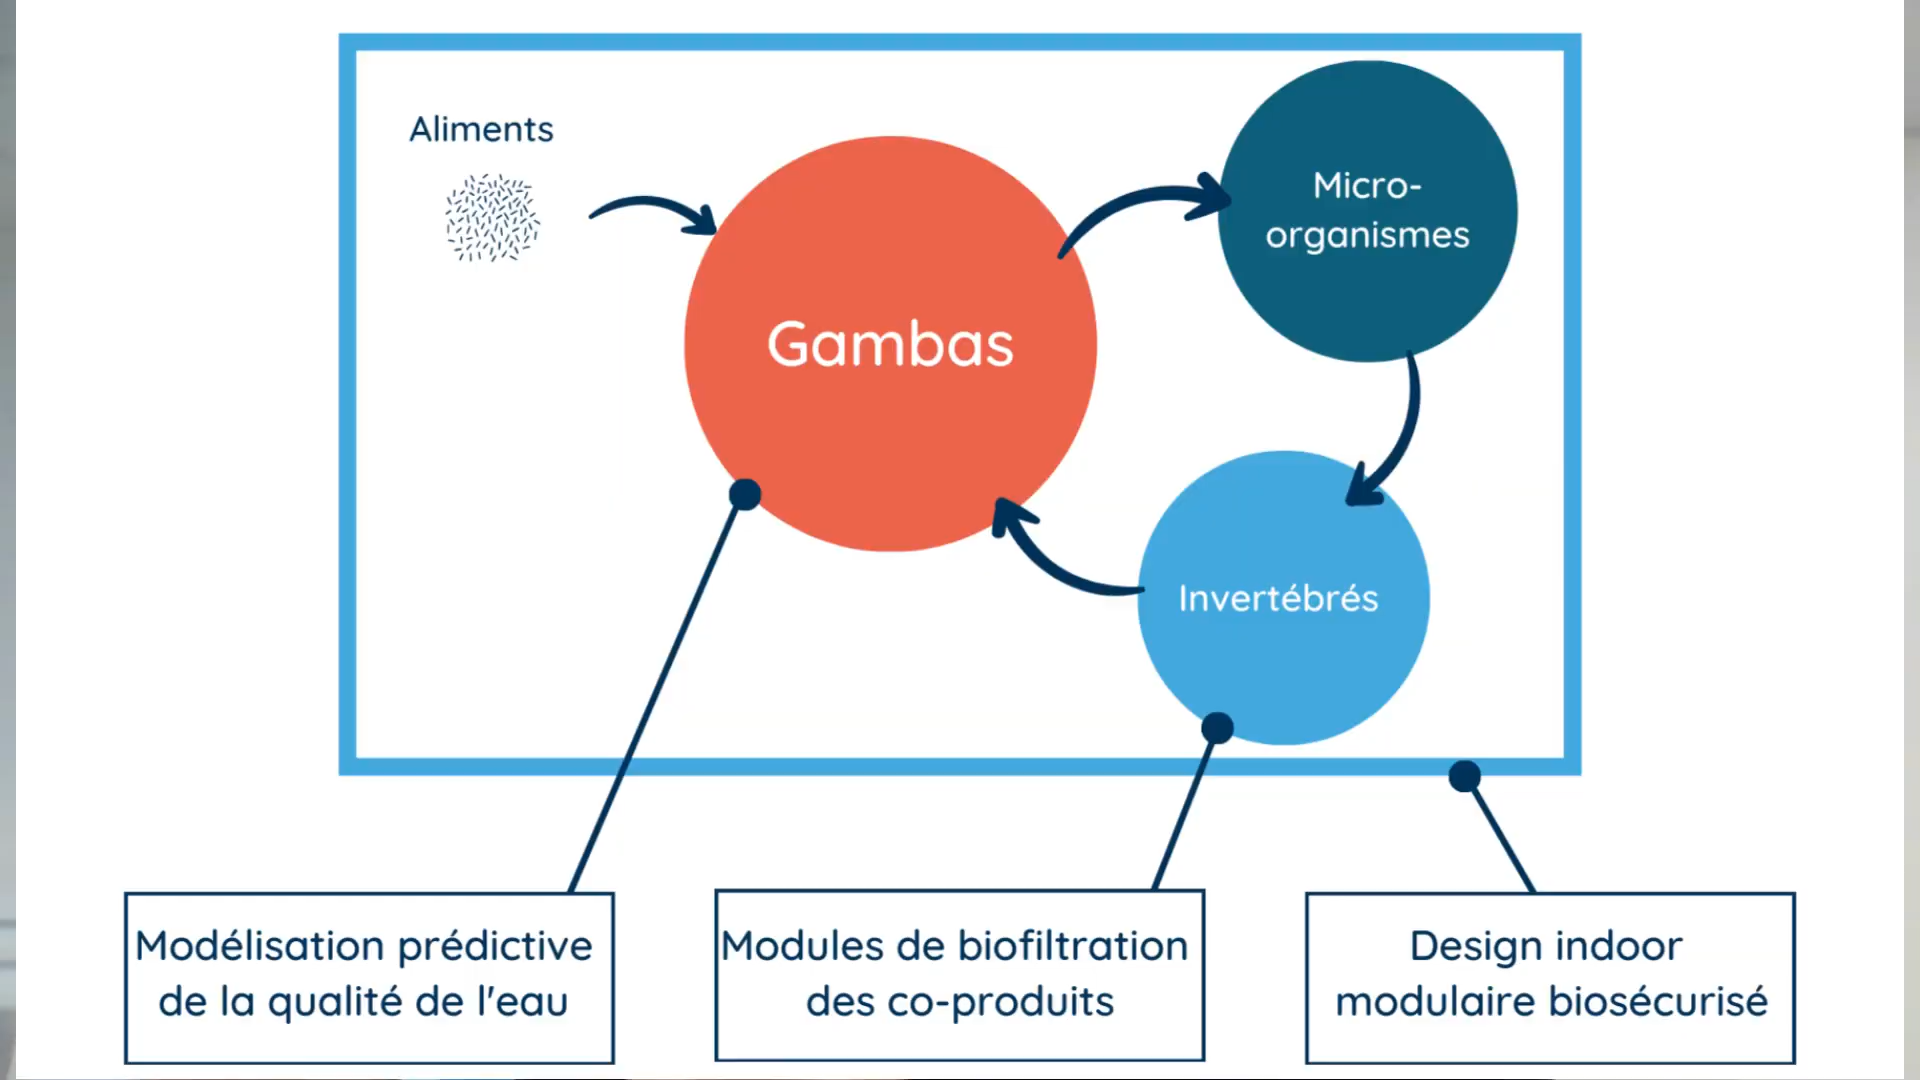 Aliments
Gambas
Micro-
organismes
Invertébrés
Modélisation prédictive
de la qualité de l'eau
Modules de biofiltration
des co-produits
Design indoor
modulaire biosécurisé